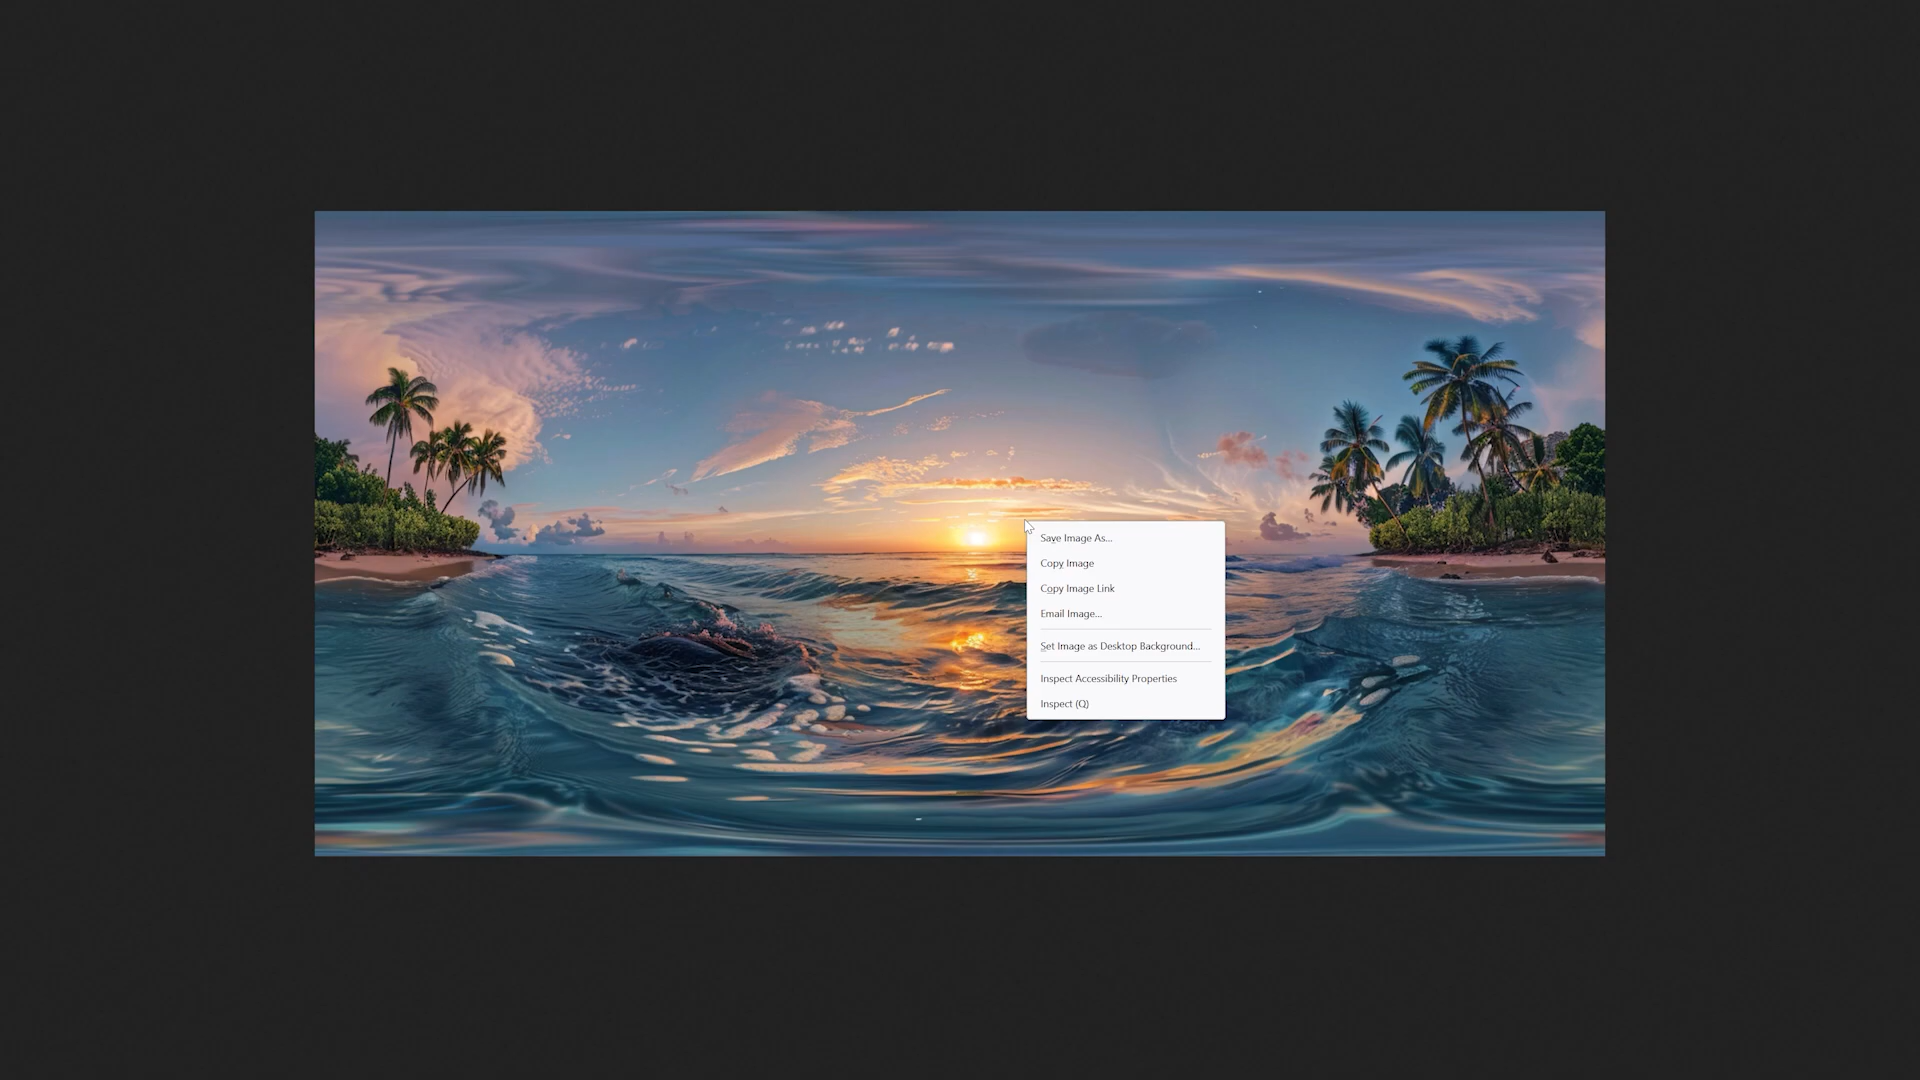 Save Image As...
Copy Image
Copy Image Link
Email Image...
Set Image as Desktop Background...
Inspect Accessibility Properties
Inspect (Q)